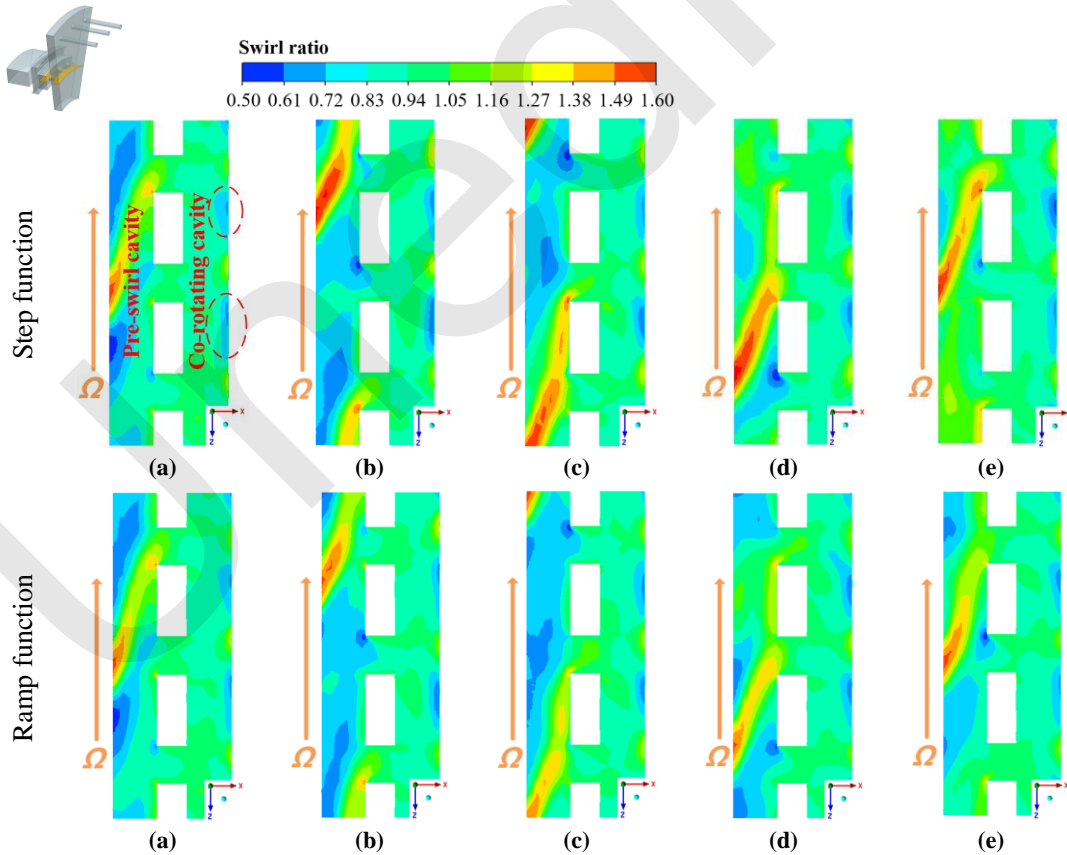 Swirl ratio
0.50 0.61 0.72 0.83 0.94 1.05 1.16 1.27 1.38 1.49 1.60
Step function
Pre-swirl cavity
Co-rotating cavity
Ω Ω Ω Ω Ω
X X X X X
Z Z Z Z Z
(a) (b) (c) (d) (e)
Ramp function
Ω Ω Ω Ω Ω
X X X X X
Z Z Z Z Z
(a) (b) (c) (d) (e)